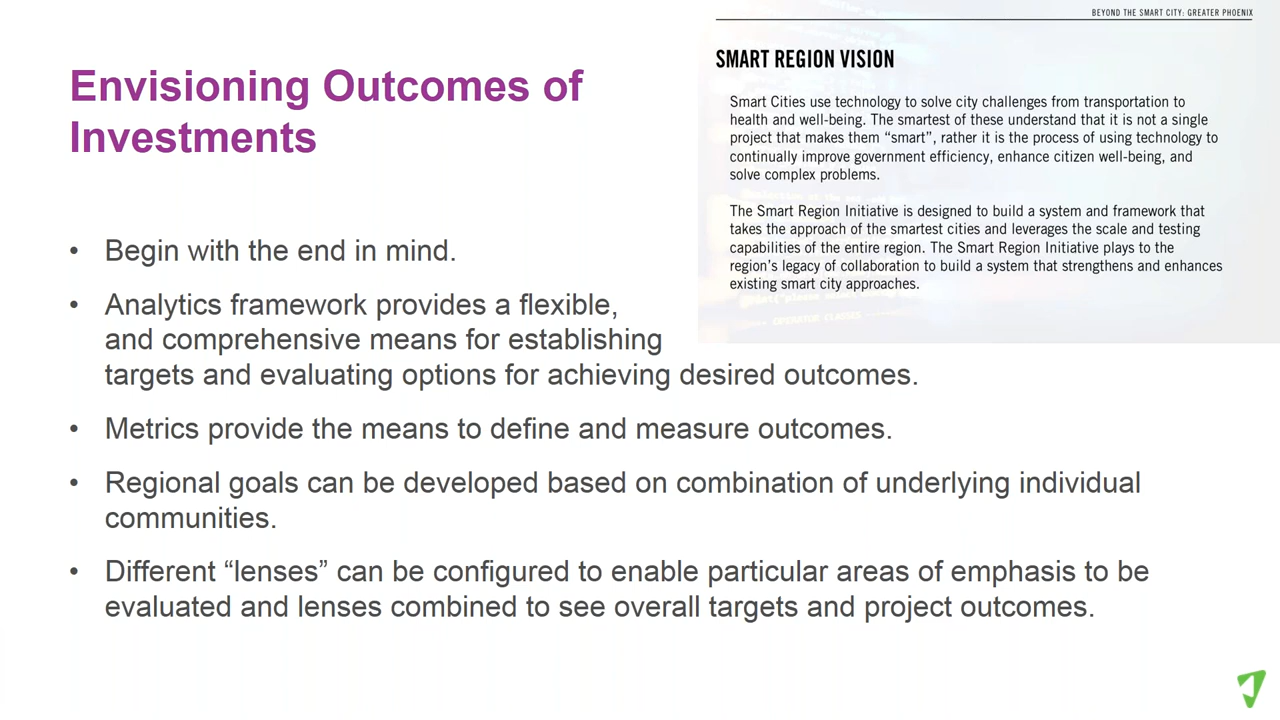 BEYOND THE SMART CITY: GREATER PHOENIX
Envisioning Outcomes of
Investments
SMART REGION VISION
Smart Cities use technology to solve city challenges from transportation to
health and well-being. The smartest of these understand that it is not a single
project that makes them “smart”, rather it is the process of using technology to
continually improve government efficiency, enhance citizen well-being, and
solve complex problems.
The Smart Region Initiative is designed to build a system and framework that
takes the approach of the smartest cities and leverages the scale and testing
capabilities of the entire region. The Smart Region Initiative plays to the
region’s legacy of collaboration to build a system that strengthens and enhances
existing smart city approaches.
• Begin with the end in mind.
• Analytics framework provides a flexible,
and comprehensive means for establishing
targets and evaluating options for achieving desired outcomes.
• Metrics provide the means to define and measure outcomes.
• Regional goals can be developed based on combination of underlying individual
communities.
• Different “lenses” can be configured to enable particular areas of emphasis to be
evaluated and lenses combined to see overall targets and project outcomes.